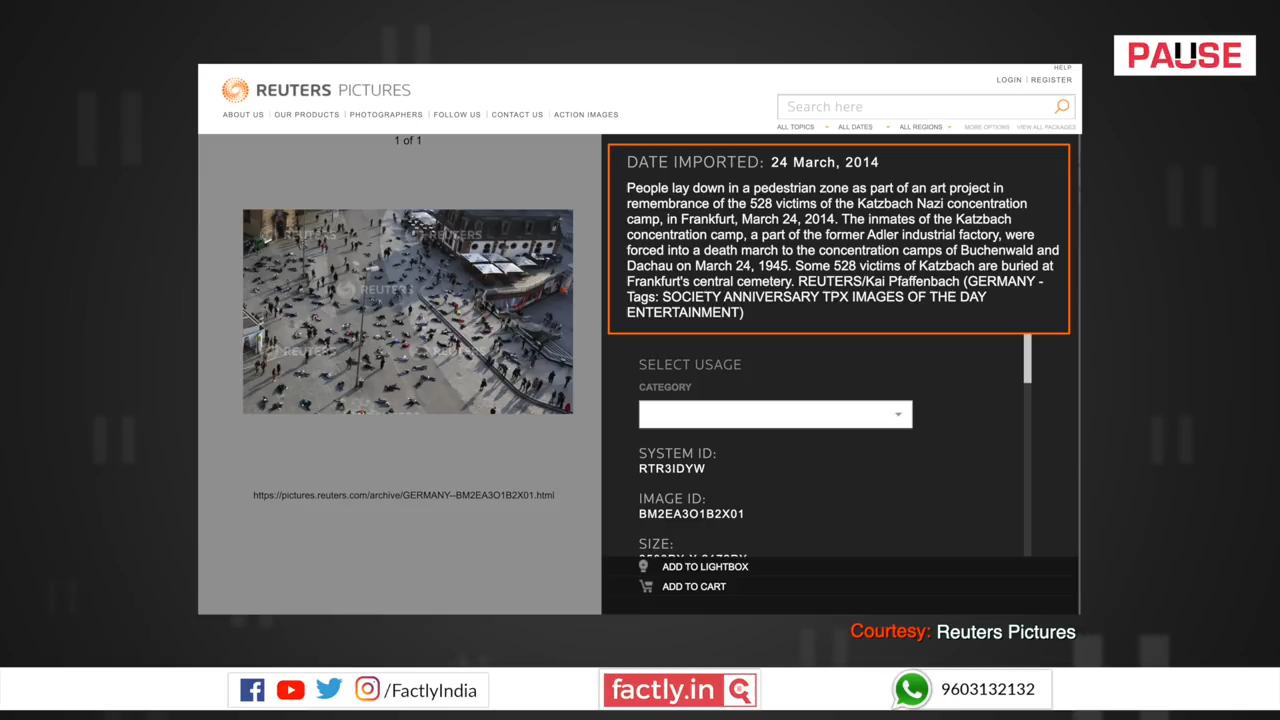 PAUSE
HELP
LOGIN | REGISTER
REUTERS PICTURES
Search here
ABOUT US | OUR PRODUCTS | PHOTOGRAPHERS | FOLLOW US | CONTACT US | ACTION IMAGES
ALL TOPICS ALL DATES ALL REGIONS MORE OPTIONS VIEW ALL PACKAGES
1 of 1
DATE IMPORTED: 24 March, 2014
People lay down in a pedestrian zone as part of an art project in
remembrance of the 528 victims of the Katzbach Nazi concentration
camp, in Frankfurt, March 24, 2014. The inmates of the Katzbach
concentration camp, a part of the former Adler industrial factory, were
forced into a death march to the concentration camps of Buchenwald and
Dachau on March 24, 1945. Some 528 victims of Katzbach are buried at
Frankfurt's central cemetery. REUTERS/Kai Pfaffenbach (GERMANY -
Tags: SOCIETY ANNIVERSARY TPX IMAGES OF THE DAY
ENTERTAINMENT)
REUTERS
https://pictures.reuters.com/archive/GERMANY--BM2EA3O1B2X01.html
SELECT USAGE
CATEGORY
SYSTEM ID:
RTR3IDYW
IMAGE ID:
BM2EA3O1B2X01
SIZE:
ADD TO LIGHTBOX
ADD TO CART
Courtesy: Reuters Pictures
/FactlyIndia
factly.in
9603132132